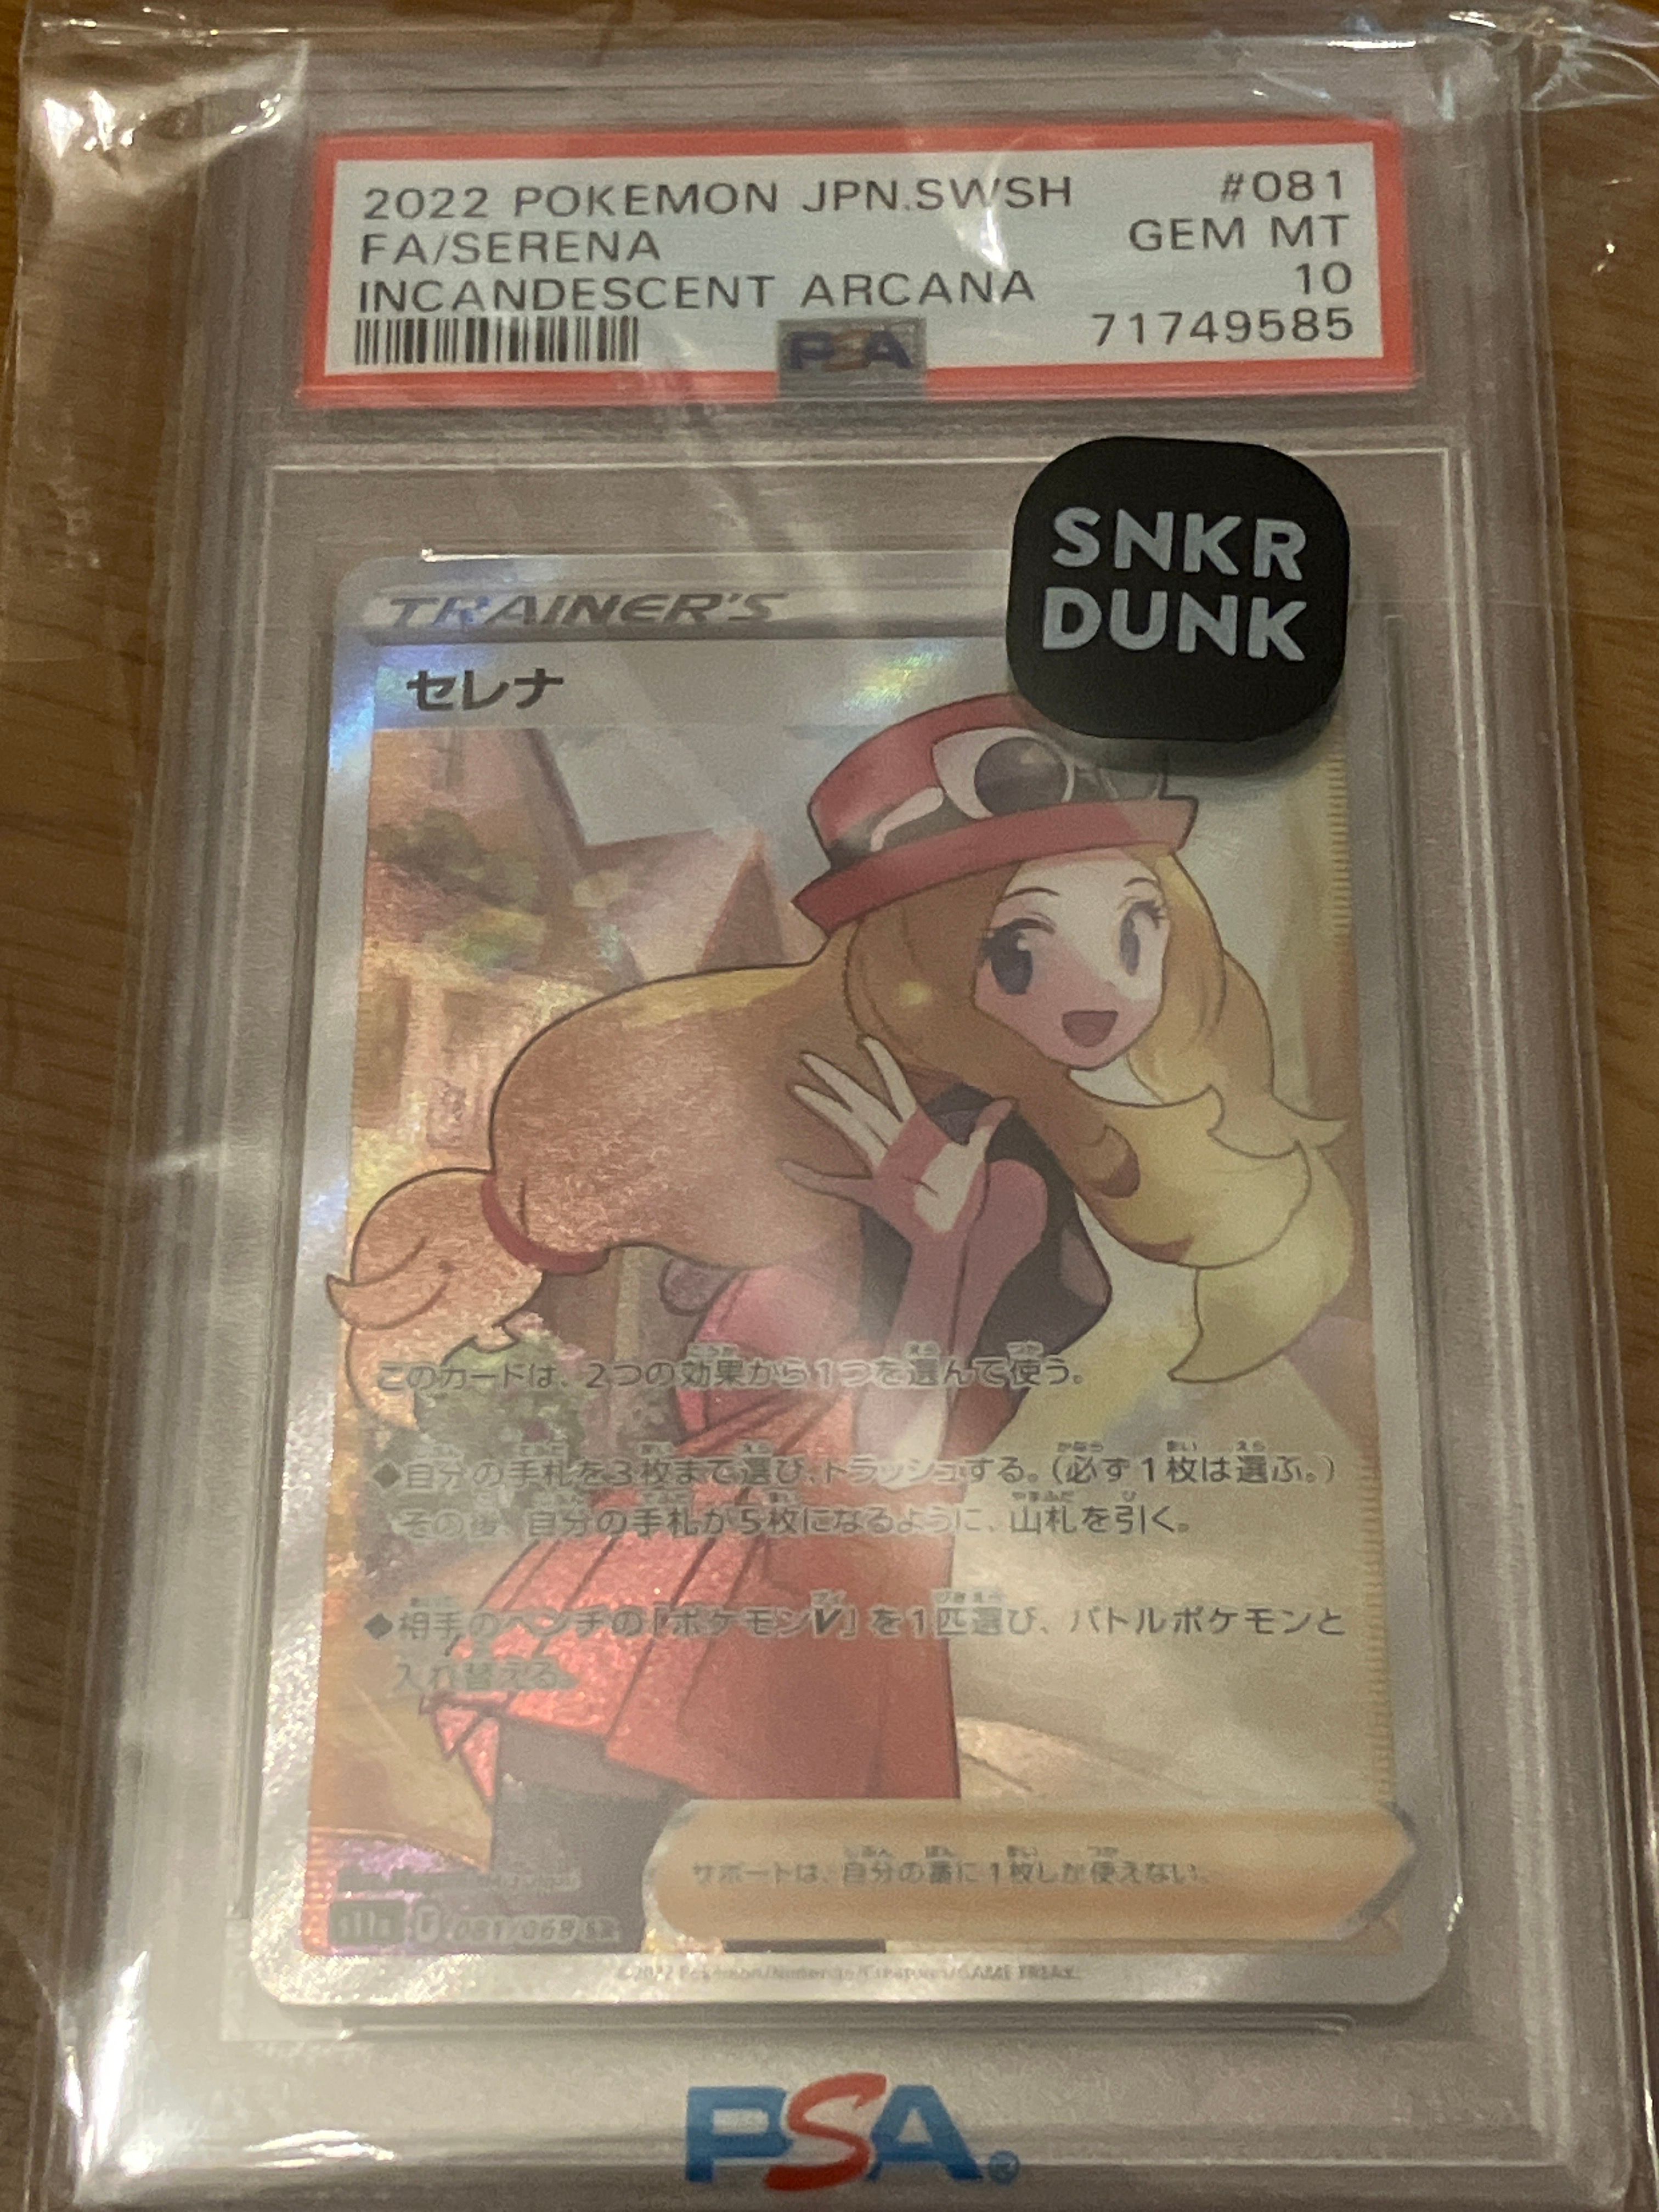 2022 POKEMON JPN.SWSH #081
FA/SERENA GEM MT
INCANDESCENT ARCANA 10
71749585
PSA
SNKR
DUNK
TRAINER'S
セレナ
このカードは、2つの効果から1つを選んで使う。
◆自分の手札を3枚まで選び、トラッシュする。(必ず1枚は選ぶ。)
その後、自分の手札が5枚になるように、山札を引く。
◆相手のベンチの「ポケモンV」を1匹選び、バトルポケモンと
入れ替える。
サポートは、自分の番に1枚しか使えない。
s11a F 081/068 SR
©2022 Pokémon/Nintendo/Creatures/GAME FREAK.
PSA®